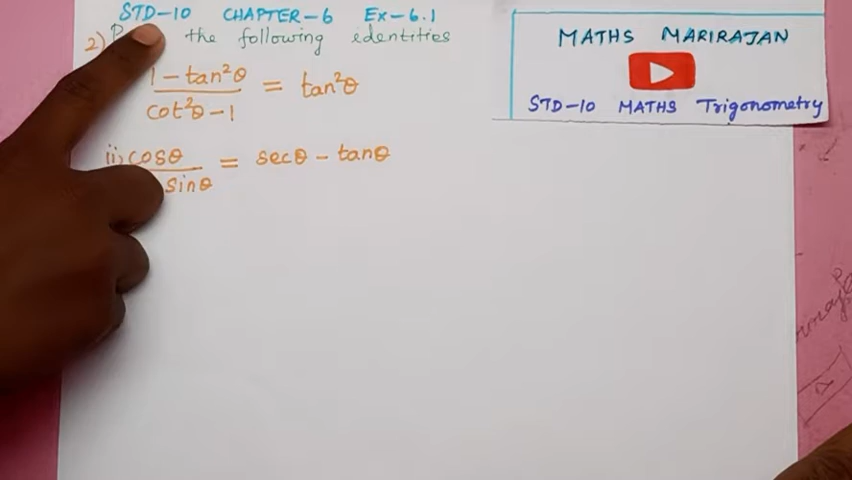 STD-10 CHAPTER-6 Ex-6.1
2) the following identities
1 - tan²θ
cot²θ - 1 = tan²θ
ii, cosθ
sinθ = secθ - tanθ
MATHS MARIRAJAN
STD-10 MATHS Trigonometry